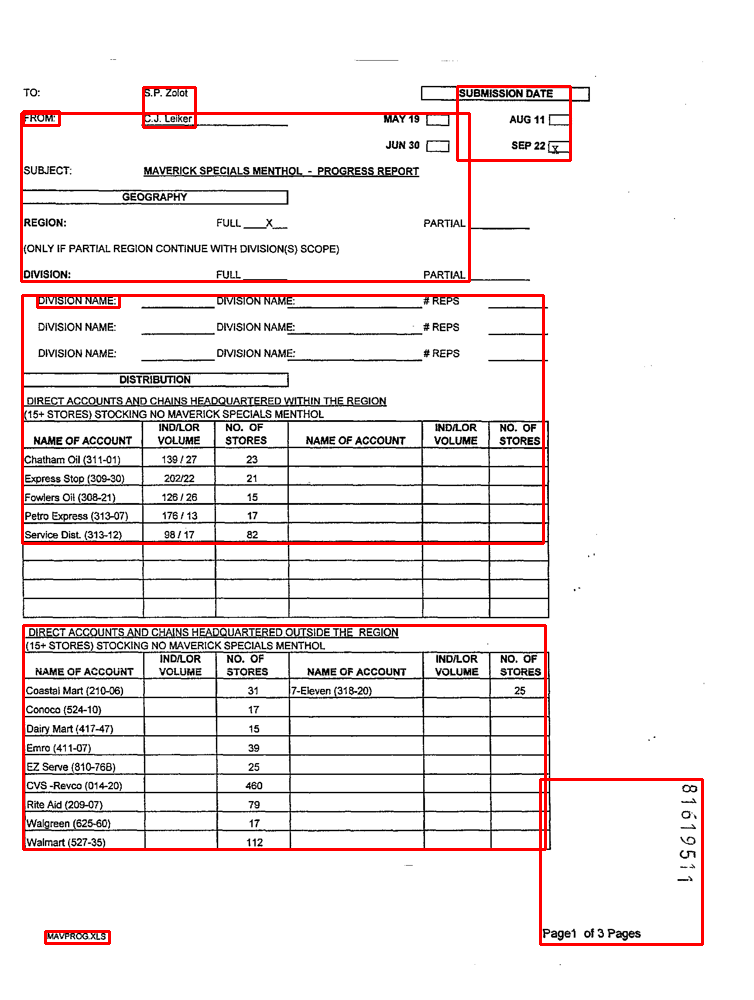 TO: S.P. Zolot SUBMISSION DATE
FROM: C.J. Leiker MAY 19 AUG 11
JUN 30 SEP 22 X
SUBJECT: MAVERICK SPECIALS MENTHOL - PROGRESS REPORT
GEOGRAPHY
REGION: FULL X PARTIAL
(ONLY IF PARTIAL REGION CONTINUE WITH DIVISION(S) SCOPE)
DIVISION: FULL PARTIAL
DIVISION NAME: DIVISION NAME: # REPS
DIVISION NAME: DIVISION NAME: # REPS
DIVISION NAME: DIVISION NAME: # REPS
DISTRIBUTION
DIRECT ACCOUNTS AND CHAINS HEADQUARTERED WITHIN THE REGION
(15+ STORES) STOCKING NO MAVERICK SPECIALS MENTHOL
IND/LOR NO. OF IND/LOR NO. OF
NAME OF ACCOUNT VOLUME STORES NAME OF ACCOUNT VOLUME STORES
Chatham Oil (311-01) 139 / 27 23
Express Stop (309-30) 202/22 21
Fowlers Oil (308-21) 126 / 26 15
Petro Express (313-07) 176 / 13 17
Service Dist. (313-12) 98 / 17 82
DIRECT ACCOUNTS AND CHAINS HEADQUARTERED OUTSIDE THE REGION
(15+ STORES) STOCKING NO MAVERICK SPECIALS MENTHOL
IND/LOR NO. OF IND/LOR NO. OF
NAME OF ACCOUNT VOLUME STORES NAME OF ACCOUNT VOLUME STORES
Coastal Mart (210-06) 31 7-Eleven (318-20) 25
Conoco (524-10) 17
Dairy Mart (417-47) 15
Emro (411-07) 39
EZ Serve (810-76B) 25
CVS -Revco (014-20) 460
Rite Aid (209-07) 79
Walgreen (625-60) 17
Walmart (527-35) 112
81619511
MAVPROG.XLS Page1 of 3 Pages